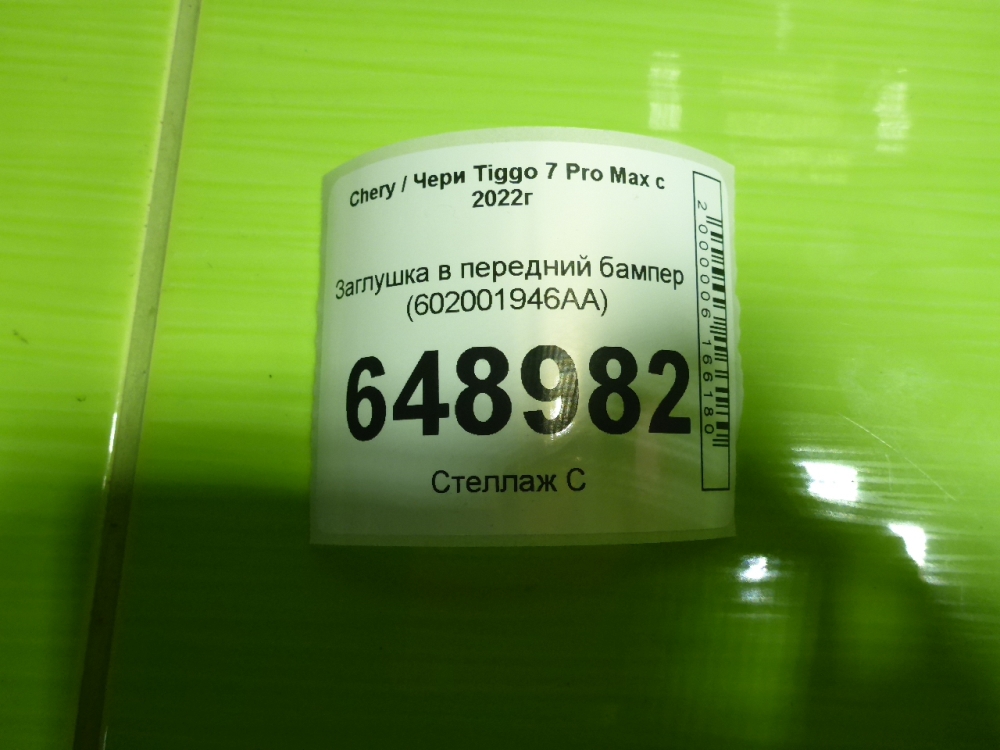 Chery / Чери Tiggo 7 Pro Max с
2022г
Заглушка в передний бампер
(602001946AA)
648982
Стеллаж С
2000006166180